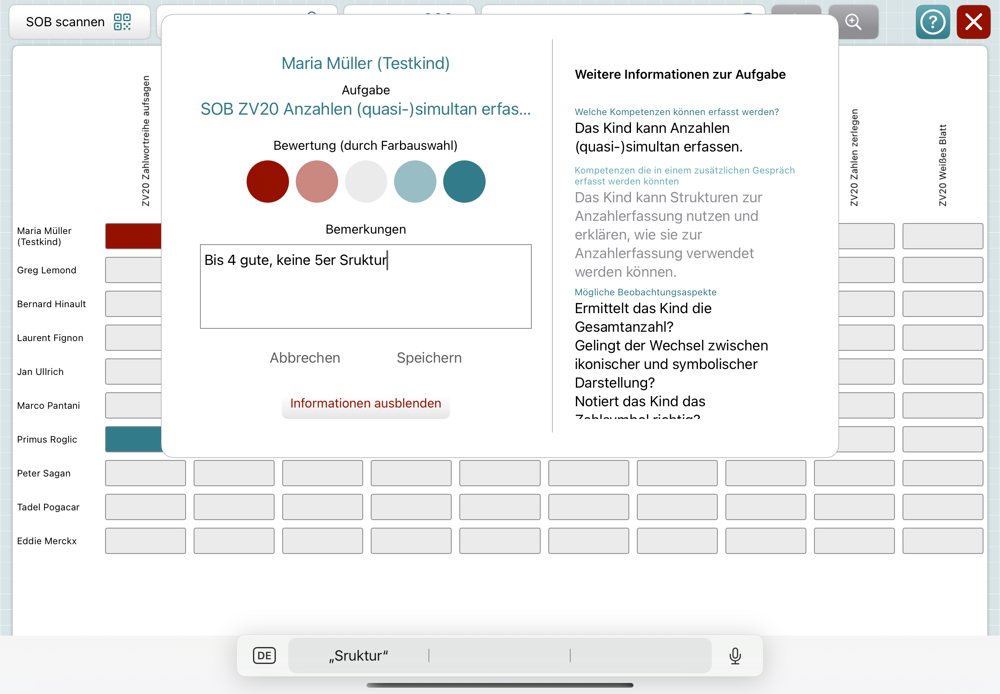 SOB scannen
?
ZV20 Zahlwortreihe aufsagen
Maria Müller (Testkind)
Aufgabe
SOB ZV20 Anzahlen (quasi-)simultan erfas...
Bewertung (durch Farbauswahl)
Bemerkungen
Bis 4 gute, keine 5er Sruktur
Abbrechen
Speichern
Informationen ausblenden
Weitere Informationen zur Aufgabe
Welche Kompetenzen können erfasst werden?
Das Kind kann Anzahlen
(quasi-)simultan erfassen.
Kompetenzen die in einem zusätzlichen Gespräch
erfasst werden könnten
Das Kind kann Strukturen zur
Anzahlerfassung nutzen und
erklären, wie sie zur
Anzahlerfassung verwendet
werden können.
Mögliche Beobachtungsaspekte
Ermittelt das Kind die
Gesamtanzahl?
Gelingt der Wechsel zwischen
ikonischer und symbolischer
Darstellung?
Notiert das Kind das
Zahlsymbol richtig?
ZV20 Zahlen zerlegen
ZV20 Weißes Blatt
Maria Müller
(Testkind)
Greg Lemond
Bernard Hinault
Laurent Fignon
Jan Ullrich
Marco Pantani
Primus Roglic
Peter Sagan
Tadel Pogacar
Eddie Merckx
DE
„Sruktur“